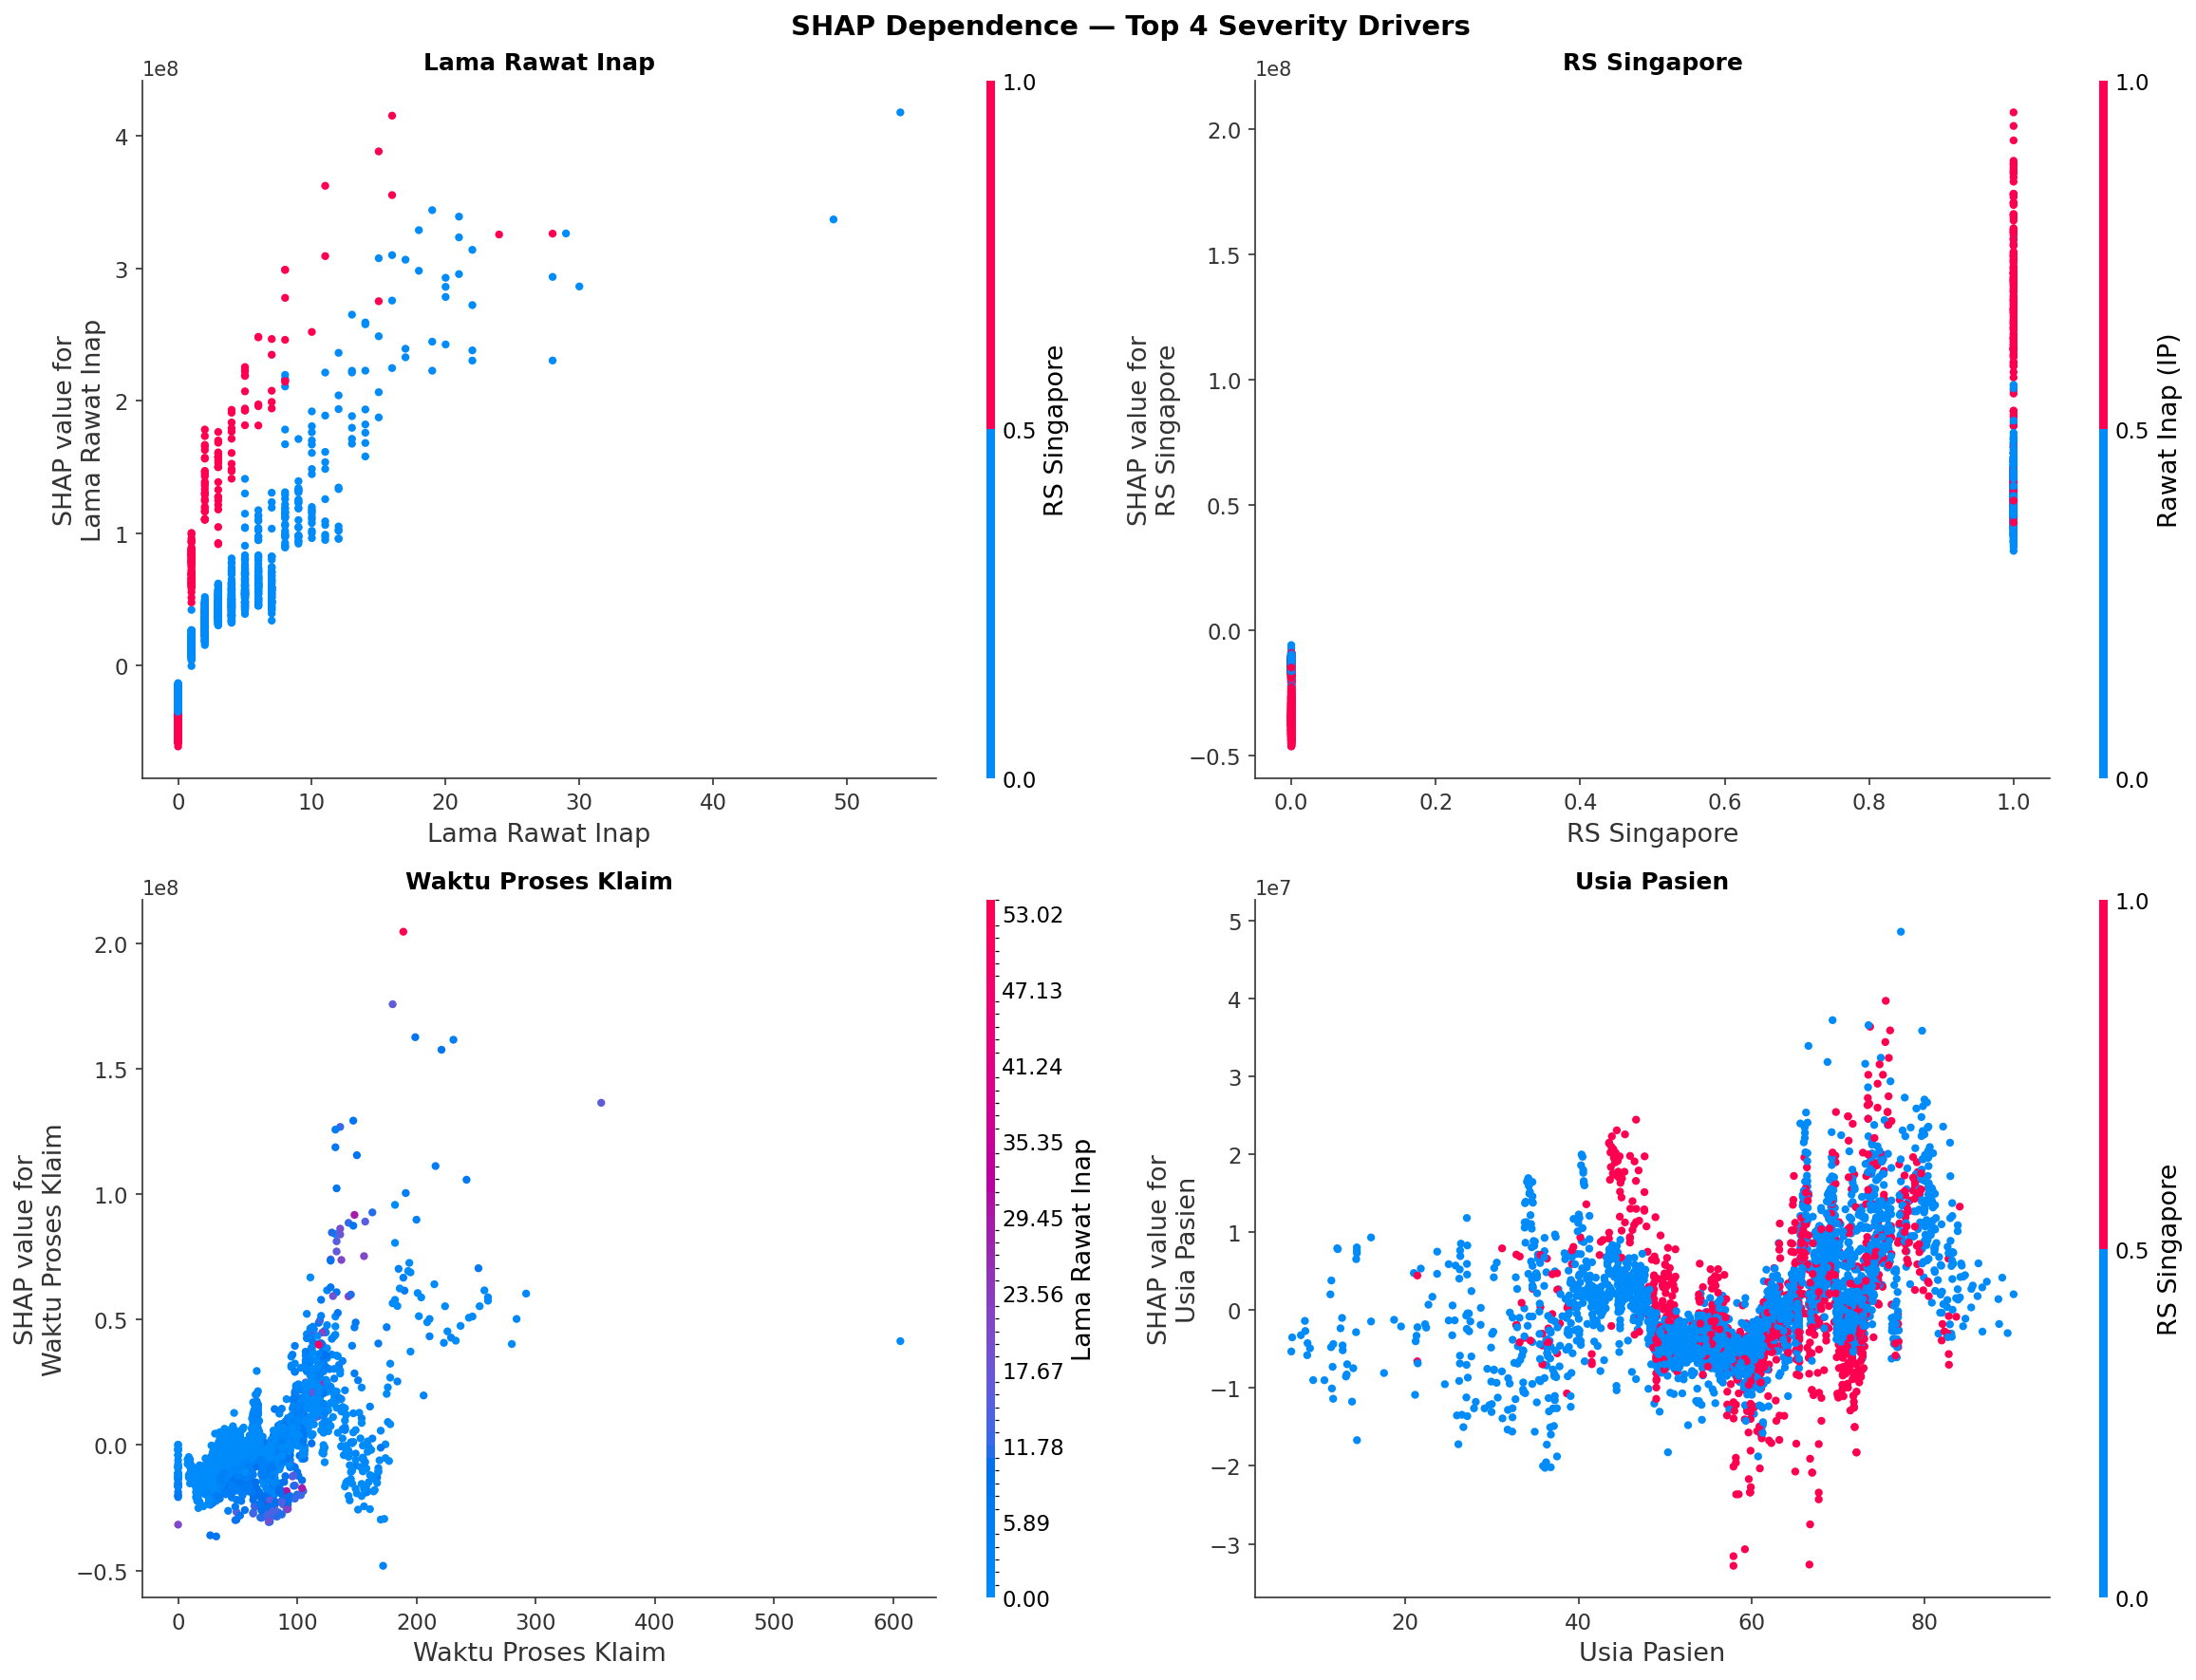 SHAP Dependence — Top 4 Severity Drivers
Lama Rawat Inap
1e8
4
3
2
1
0
SHAP value for
Lama Rawat Inap
0
10
20
30
40
50
Lama Rawat Inap
1.0
0.5
0.0
RS Singapore
RS Singapore
1e8
2.0
1.5
1.0
0.5
0.0
−0.5
SHAP value for
RS Singapore
0.0
0.2
0.4
0.6
0.8
1.0
RS Singapore
1.0
0.5
0.0
Rawat Inap (IP)
Waktu Proses Klaim
1e8
2.0
1.5
1.0
0.5
0.0
−0.5
SHAP value for
Waktu Proses Klaim
0
100
200
300
400
500
600
Waktu Proses Klaim
53.02
47.13
41.24
35.35
29.45
23.56
17.67
11.78
5.89
0.00
Lama Rawat Inap
Usia Pasien
1e7
5
4
3
2
1
0
−1
−2
−3
SHAP value for
Usia Pasien
20
40
60
80
Usia Pasien
1.0
0.5
0.0
RS Singapore